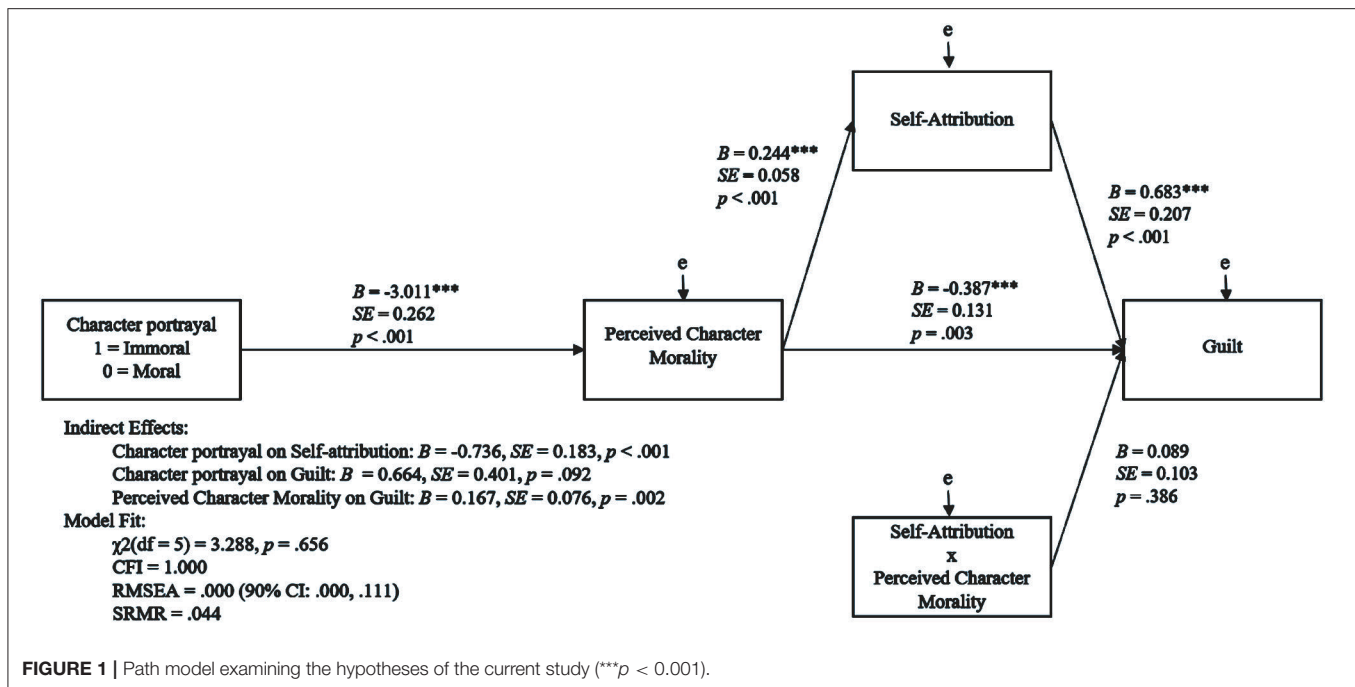 e
Self-Attribution
B = 0.244***
SE = 0.058
p < .001
B = 0.683***
SE = 0.207
p < .001
e
e
B = -3.011***
SE = 0.262
p < .001
B = -0.387***
SE = 0.131
p = .003
Character portrayal
1 = Immoral
0 = Moral
Perceived Character
Morality
Guilt
Indirect Effects:
Character portrayal on Self-attribution: B = -0.736, SE = 0.183, p < .001
Character portrayal on Guilt: B = 0.664, SE = 0.401, p = .092
Perceived Character Morality on Guilt: B = 0.167, SE = 0.076, p = .002
Model Fit:
χ2(df = 5) = 3.288, p = .656
CFI = 1.000
RMSEA = .000 (90% CI: .000, .111)
SRMR = .044
B = 0.089
SE = 0.103
p = .386
e
Self-Attribution
x
Perceived Character
Morality
FIGURE 1 | Path model examining the hypotheses of the current study (***p < 0.001).